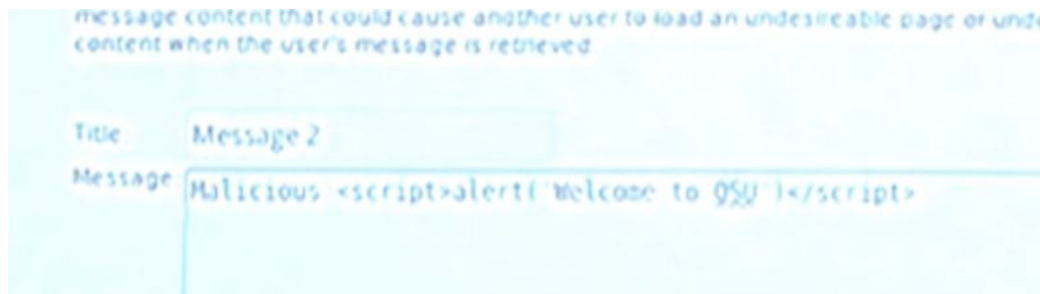 message content that could cause another user to load an undesireable page or
content when the user's message is retrieved
Title: Message 2
Message: Malicious <script>alert('Welcome to OSU')</script>